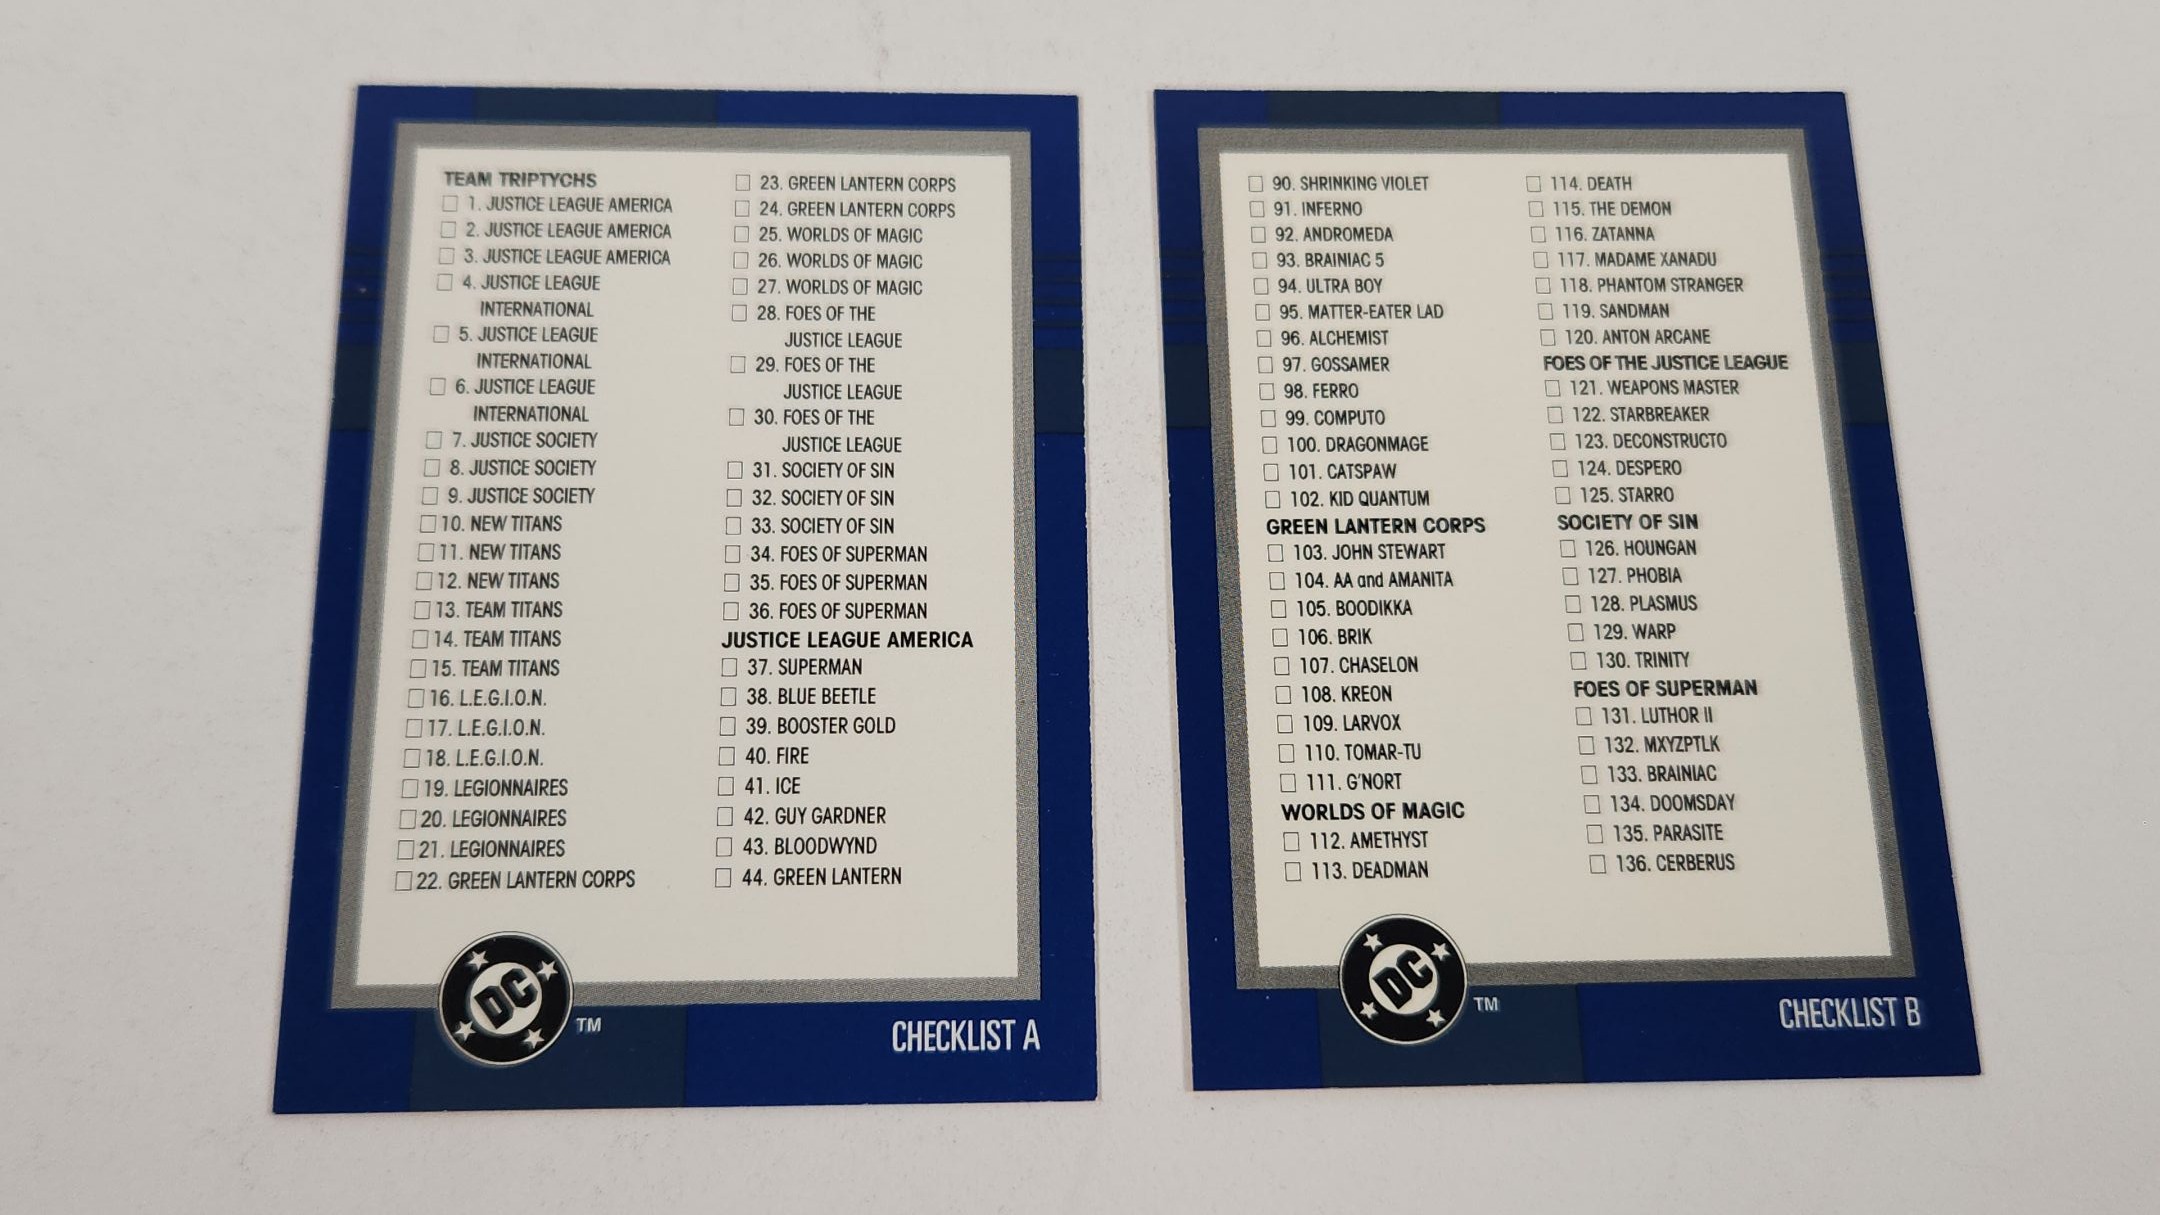 TEAM TRIPTYCHS
1. JUSTICE LEAGUE AMERICA
2. JUSTICE LEAGUE AMERICA
3. JUSTICE LEAGUE AMERICA
4. JUSTICE LEAGUE
INTERNATIONAL
5. JUSTICE LEAGUE
INTERNATIONAL
6. JUSTICE LEAGUE
INTERNATIONAL
7. JUSTICE SOCIETY
8. JUSTICE SOCIETY
9. JUSTICE SOCIETY
10. NEW TITANS
11. NEW TITANS
12. NEW TITANS
13. TEAM TITANS
14. TEAM TITANS
15. TEAM TITANS
16. L.E.G.I.O.N.
17. L.E.G.I.O.N.
18. L.E.G.I.O.N.
19. LEGIONNAIRES
20. LEGIONNAIRES
21. LEGIONNAIRES
22. GREEN LANTERN CORPS
23. GREEN LANTERN CORPS
24. GREEN LANTERN CORPS
25. WORLDS OF MAGIC
26. WORLDS OF MAGIC
27. WORLDS OF MAGIC
28. FOES OF THE
JUSTICE LEAGUE
29. FOES OF THE
JUSTICE LEAGUE
30. FOES OF THE
JUSTICE LEAGUE
31. SOCIETY OF SIN
32. SOCIETY OF SIN
33. SOCIETY OF SIN
34. FOES OF SUPERMAN
35. FOES OF SUPERMAN
36. FOES OF SUPERMAN
JUSTICE LEAGUE AMERICA
37. SUPERMAN
38. BLUE BEETLE
39. BOOSTER GOLD
40. FIRE
41. ICE
42. GUY GARDNER
43. BLOODWYND
44. GREEN LANTERN
DC
TM
CHECKLIST A
90. SHRINKING VIOLET
91. INFERNO
92. ANDROMEDA
93. BRAINIAC 5
94. ULTRA BOY
95. MATTER-EATER LAD
96. ALCHEMIST
97. GOSSAMER
98. FERRO
99. COMPUTO
100. DRAGONMAGE
101. CATSPAW
102. KID QUANTUM
GREEN LANTERN CORPS
103. JOHN STEWART
104. AA and AMANITA
105. BOODIKKA
106. BRIK
107. CHASELON
108. KREON
109. LARVOX
110. TOMAR-TU
111. G'NORT
WORLDS OF MAGIC
112. AMETHYST
113. DEADMAN
114. DEATH
115. THE DEMON
116. ZATANNA
117. MADAME XANADU
118. PHANTOM STRANGER
119. SANDMAN
120. ANTON ARCANE
FOES OF THE JUSTICE LEAGUE
121. WEAPONS MASTER
122. STARBREAKER
123. DECONSTRUCTO
124. DESPERO
125. STARRO
SOCIETY OF SIN
126. HOUNGAN
127. PHOBIA
128. PLASMUS
129. WARP
130. TRINITY
FOES OF SUPERMAN
131. LUTHOR II
132. MXYZPTLK
133. BRAINIAC
134. DOOMSDAY
135. PARASITE
136. CERBERUS
DC
TM
CHECKLIST B